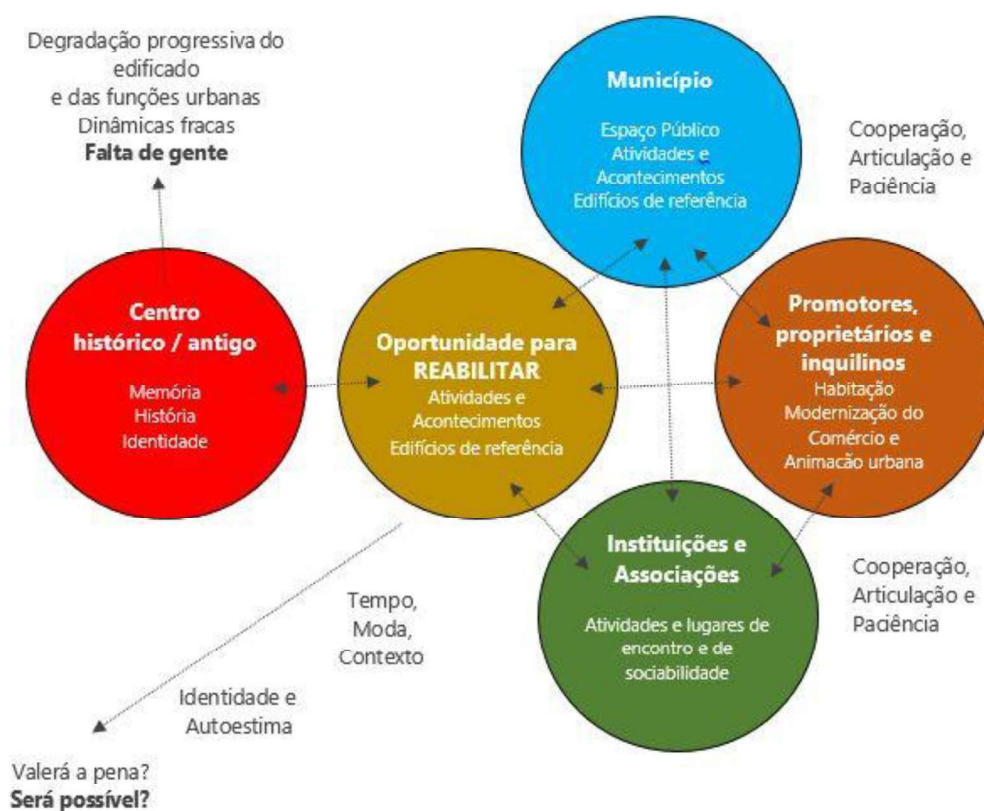 Degradação progressiva do
edificado
e das funções urbanas
Dinâmicas fracas
Falta de gente
Município
Espaço Público
Atividades e
Acontecimentos
Edifícios de referência
Cooperação,
Articulação e
Paciência
Centro
histórico / antigo
Memória
História
Identidade
Oportunidade para
REABILITAR
Atividades e
Acontecimentos
Edifícios de referência
Promotores,
proprietários e
inquilinos
Habitação
Modernização do
Comércio e
Animacão urbana
Instituições e
Associações
Atividades e lugares de
encontro e de
sociabilidade
Cooperação,
Articulação e
Paciência
Tempo,
Moda,
Contexto
Identidade e
Autoestima
Valerá a pena?
Será possível?